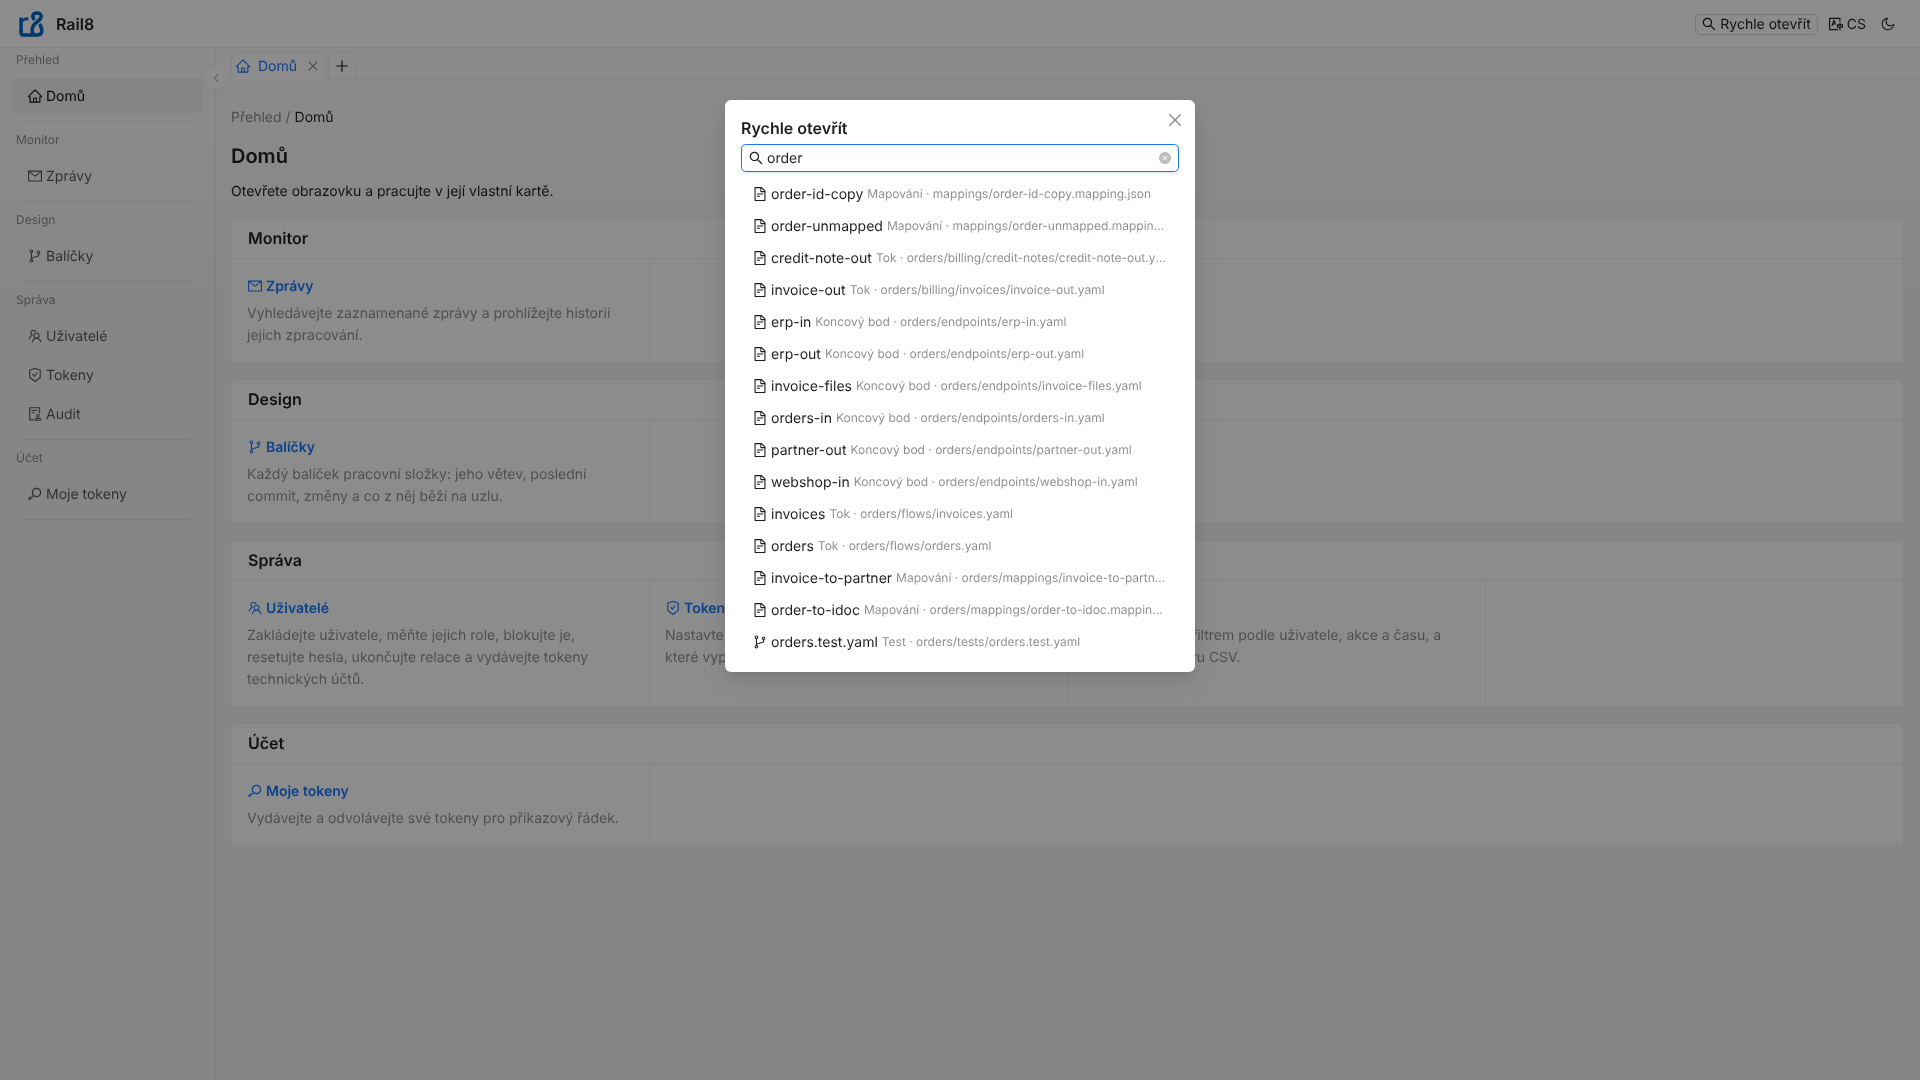 Rail8
Rychle otevřít
CS
Přehled
Domů
Monitor
Zprávy
Design
Balíčky
Správa
Uživatelé
Tokeny
Audit
Účet
Moje tokeny
Domů
Přehled / Domů
Domů
Otevřete obrazovku a pracujte v její vlastní kartě.
Monitor
Zprávy
Vyhledávejte zaznamenané zprávy a prohlížejte historii
jejich zpracování.
Design
Balíčky
Každý balíček pracovní složky: jeho větev, poslední
commit, změny a co z něj běží na uzlu.
Správa
Uživatelé
Zakládejte uživatele, měňte jejich role, blokujte je,
resetujte hesla, ukončujte relace a vydávejte tokeny
technických účtů.
Nastavte
které
podle uživatele, akce a času, a
CSV.
Účet
Moje tokeny
Vydávejte a odvolávejte své tokeny pro příkazový řádek.
Rychle otevřít
order
order-id-copy Mapování · mappings/order-id-copy.mapping.json
order-unmapped Mapování · mappings/order-unmapped.mappin...
credit-note-out Tok · orders/billing/credit-notes/credit-note-out.y...
invoice-out Tok · orders/billing/invoices/invoice-out.yaml
erp-in Koncový bod · orders/endpoints/erp-in.yaml
erp-out Koncový bod · orders/endpoints/erp-out.yaml
invoice-files Koncový bod · orders/endpoints/invoice-files.yaml
orders-in Koncový bod · orders/endpoints/orders-in.yaml
partner-out Koncový bod · orders/endpoints/partner-out.yaml
webshop-in Koncový bod · orders/endpoints/webshop-in.yaml
invoices Tok · orders/flows/invoices.yaml
orders Tok · orders/flows/orders.yaml
invoice-to-partner Mapování · orders/mappings/invoice-to-partn...
order-to-idoc Mapování · orders/mappings/order-to-idoc.mappin...
orders.test.yaml Test · orders/tests/orders.test.yaml